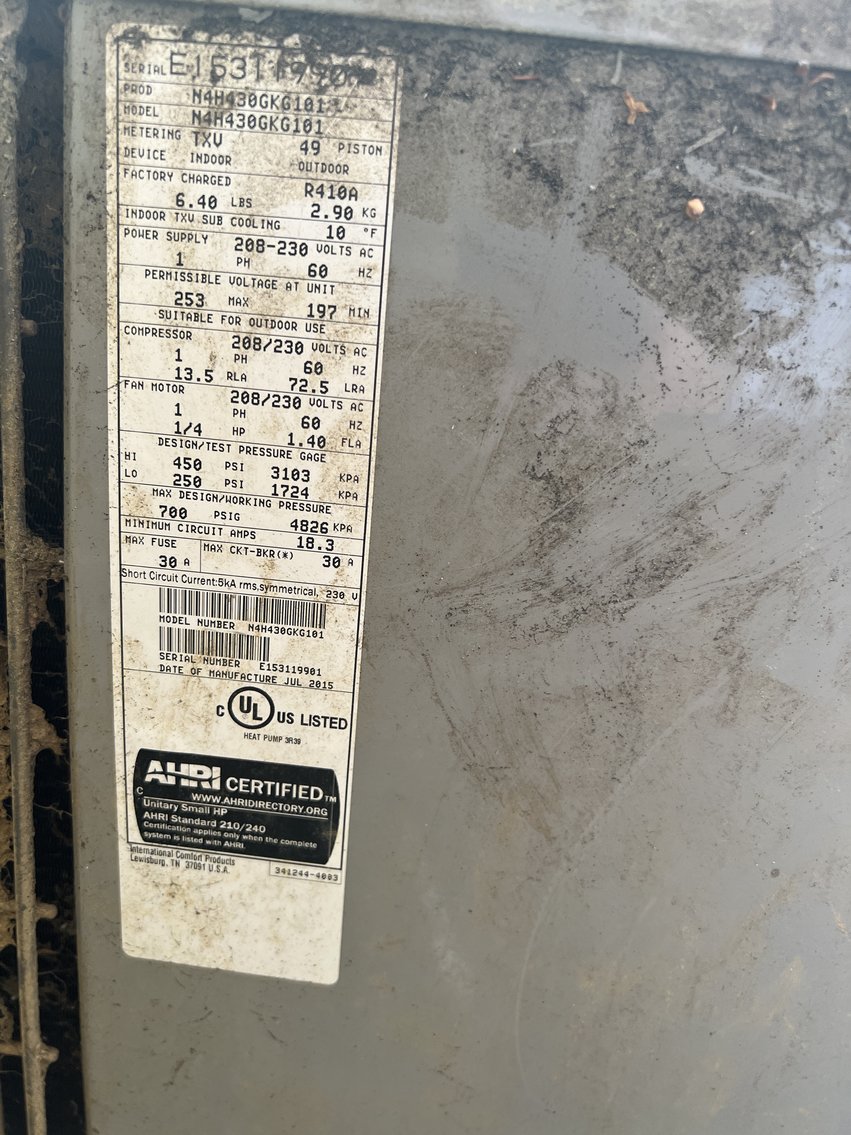 SERIAL E153119901
PROD N4H430GKG101
MODEL N4H430GKG101
METERING TXV 49 PISTON
DEVICE INDOOR OUTDOOR
FACTORY CHARGED R410A
6.40 LBS 2.90 KG
INDOOR TXV SUB COOLING 10 °F
POWER SUPPLY 208-230 VOLTS AC
1 PH 60 HZ
PERMISSIBLE VOLTAGE AT UNIT
253 MAX 197 MIN
SUITABLE FOR OUTDOOR USE
COMPRESSOR 208/230 VOLTS AC
1 PH 60 HZ
13.5 RLA 72.5 LRA
FAN MOTOR 208/230 VOLTS AC
1 PH 60 HZ
1/4 HP 1.40 FLA
DESIGN/TEST PRESSURE GAGE
HI 450 PSI 3103 KPA
LO 250 PSI 1724 KPA
MAX DESIGN/WORKING PRESSURE
700 PSIG 4826 KPA
MINIMUM CIRCUIT AMPS 18.3
MAX FUSE MAX CKT-BKR(*)
30 A 30 A
Short Circuit Current:5kA rms,symmetrical, 230 V
MODEL NUMBER N4H430GKG101
SERIAL NUMBER E153119901
DATE OF MANUFACTURE JUL 2015
C UL US LISTED
HEAT PUMP 3R39
C AHRI CERTIFIED™
WWW.AHRIDIRECTORY.ORG
Unitary Small HP
AHRI Standard 210/240
Certification applies only when the complete
system is listed with AHRI.
International Comfort Products
Lewisburg, TN 37091 U.S.A.
341244-4003